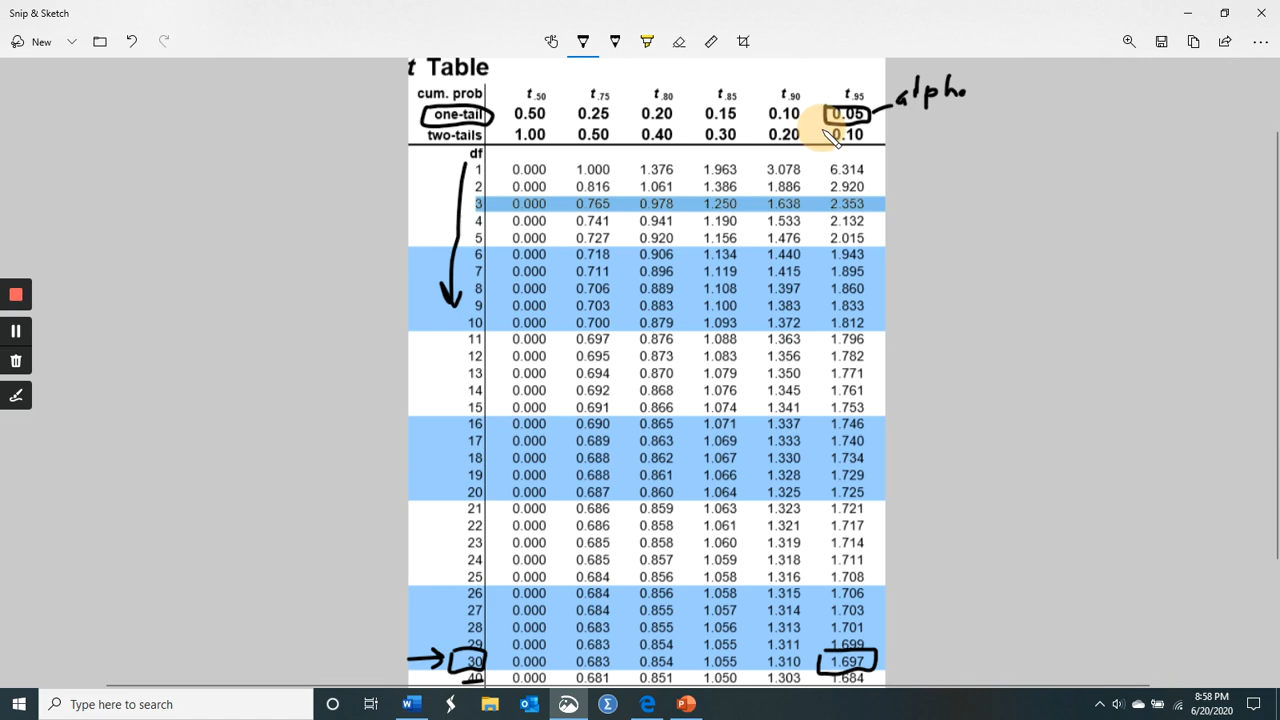 Snip & Sketch
New
t Table
cum. prob t .50 t .75 t .80 t .85 t .90 t .95
one-tail 0.50 0.25 0.20 0.15 0.10 0.05
alpha
two-tails 1.00 0.50 0.40 0.30 0.20 0.10
df
1 0.000 1.000 1.376 1.963 3.078 6.314
2 0.000 0.816 1.061 1.386 1.886 2.920
3 0.000 0.765 0.978 1.250 1.638 2.353
4 0.000 0.741 0.941 1.190 1.533 2.132
5 0.000 0.727 0.920 1.156 1.476 2.015
6 0.000 0.718 0.906 1.134 1.440 1.943
7 0.000 0.711 0.896 1.119 1.415 1.895
8 0.000 0.706 0.889 1.108 1.397 1.860
9 0.000 0.703 0.883 1.100 1.383 1.833
10 0.000 0.700 0.879 1.093 1.372 1.812
11 0.000 0.697 0.876 1.088 1.363 1.796
12 0.000 0.695 0.873 1.083 1.356 1.782
13 0.000 0.694 0.870 1.079 1.350 1.771
14 0.000 0.692 0.868 1.076 1.345 1.761
15 0.000 0.691 0.866 1.074 1.341 1.753
16 0.000 0.690 0.865 1.071 1.337 1.746
17 0.000 0.689 0.863 1.069 1.333 1.740
18 0.000 0.688 0.862 1.067 1.330 1.734
19 0.000 0.688 0.861 1.066 1.328 1.729
20 0.000 0.687 0.860 1.064 1.325 1.725
21 0.000 0.686 0.859 1.063 1.323 1.721
22 0.000 0.686 0.858 1.061 1.321 1.717
23 0.000 0.685 0.858 1.060 1.319 1.714
24 0.000 0.685 0.857 1.059 1.318 1.711
25 0.000 0.684 0.856 1.058 1.316 1.708
26 0.000 0.684 0.856 1.058 1.315 1.706
27 0.000 0.684 0.855 1.057 1.314 1.703
28 0.000 0.683 0.855 1.056 1.313 1.701
29 0.000 0.683 0.854 1.055 1.311 1.699
30 0.000 0.683 0.854 1.055 1.310 1.697
40 0.000 0.681 0.851 1.050 1.303 1.684
Type here to search
8:58 PM
6/20/2020